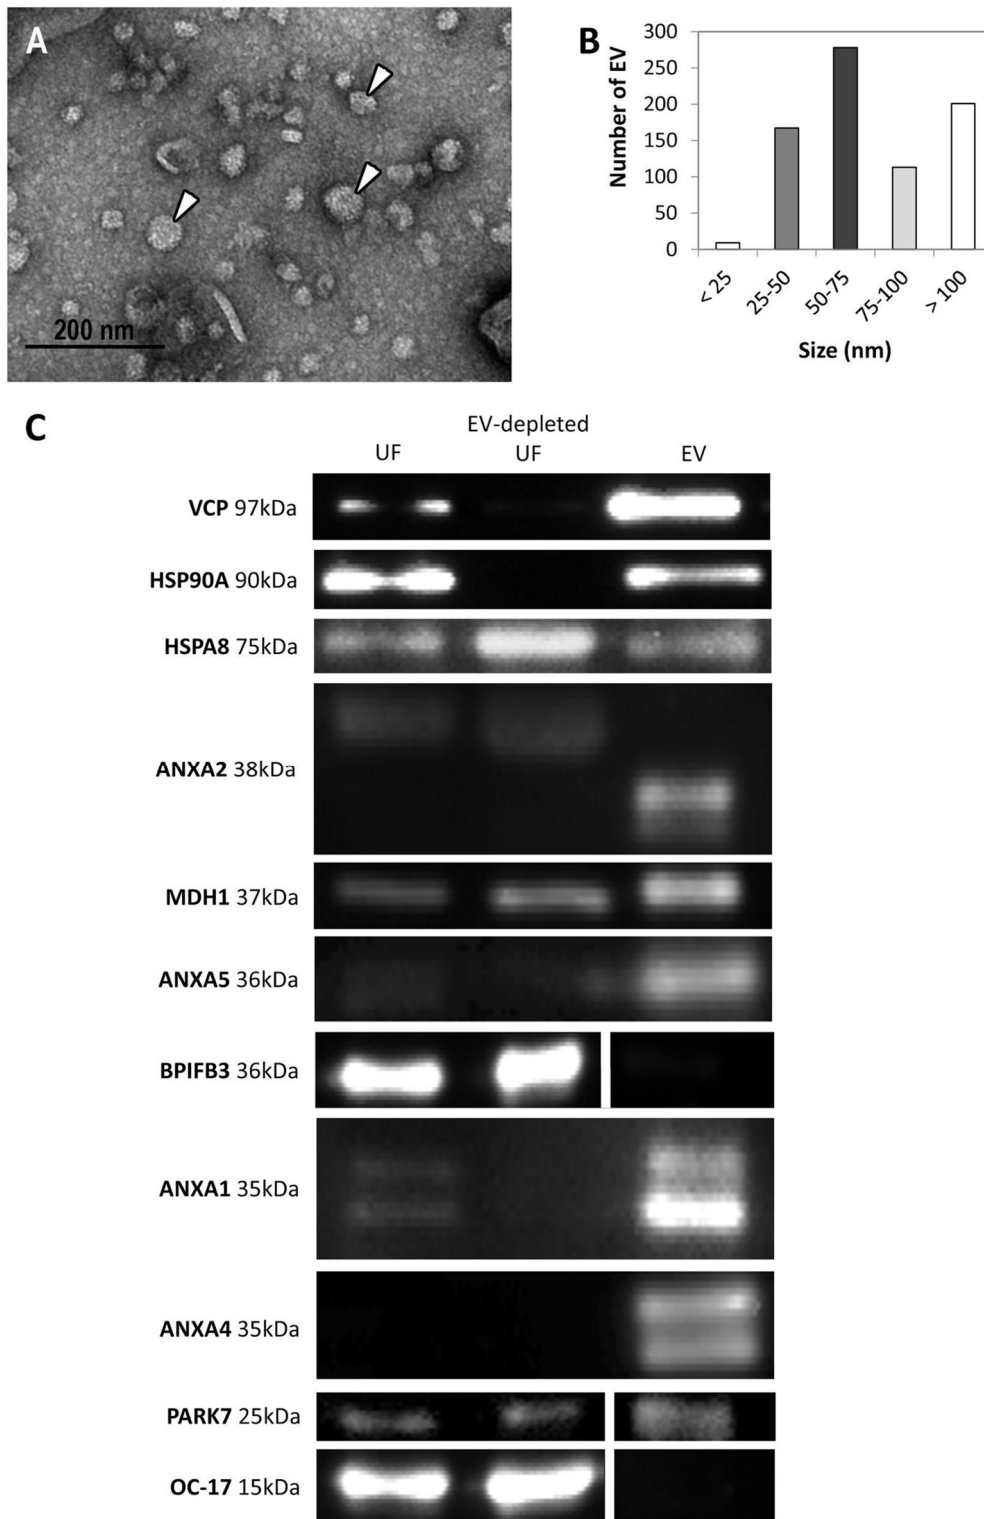 A
200 nm
B
Number of EV
300
250
200
150
100
50
0
< 25
25-50
50-75
75-100
> 100
Size (nm)
C
EV-depleted
UF UF EV
VCP 97kDa
HSP90A 90kDa
HSPA8 75kDa
ANXA2 38kDa
MDH1 37kDa
ANXA5 36kDa
BPIFB3 36kDa
ANXA1 35kDa
ANXA4 35kDa
PARK7 25kDa
OC-17 15kDa